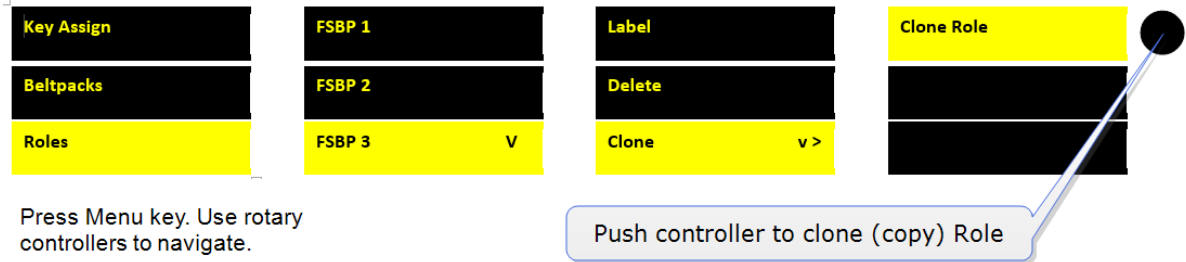 Key Assign
Beltpacks
Roles
FSBP 1
FSBP 2
FSBP 3 V
Label
Delete
Clone v >
Clone Role
Press Menu key. Use rotary
controllers to navigate.
Push controller to clone (copy) Role